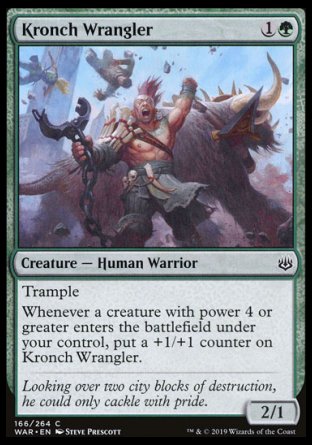 Kronch Wrangler 1
Creature — Human Warrior
Trample
Whenever a creature with power 4 or
greater enters the battlefield under
your control, put a +1/+1 counter on
Kronch Wrangler.
Looking over two city blocks of destruction,
he could only cackle with pride.
2/1
166/264 C
WAR • EN Steve Prescott ™ & © 2019 Wizards of the Coast